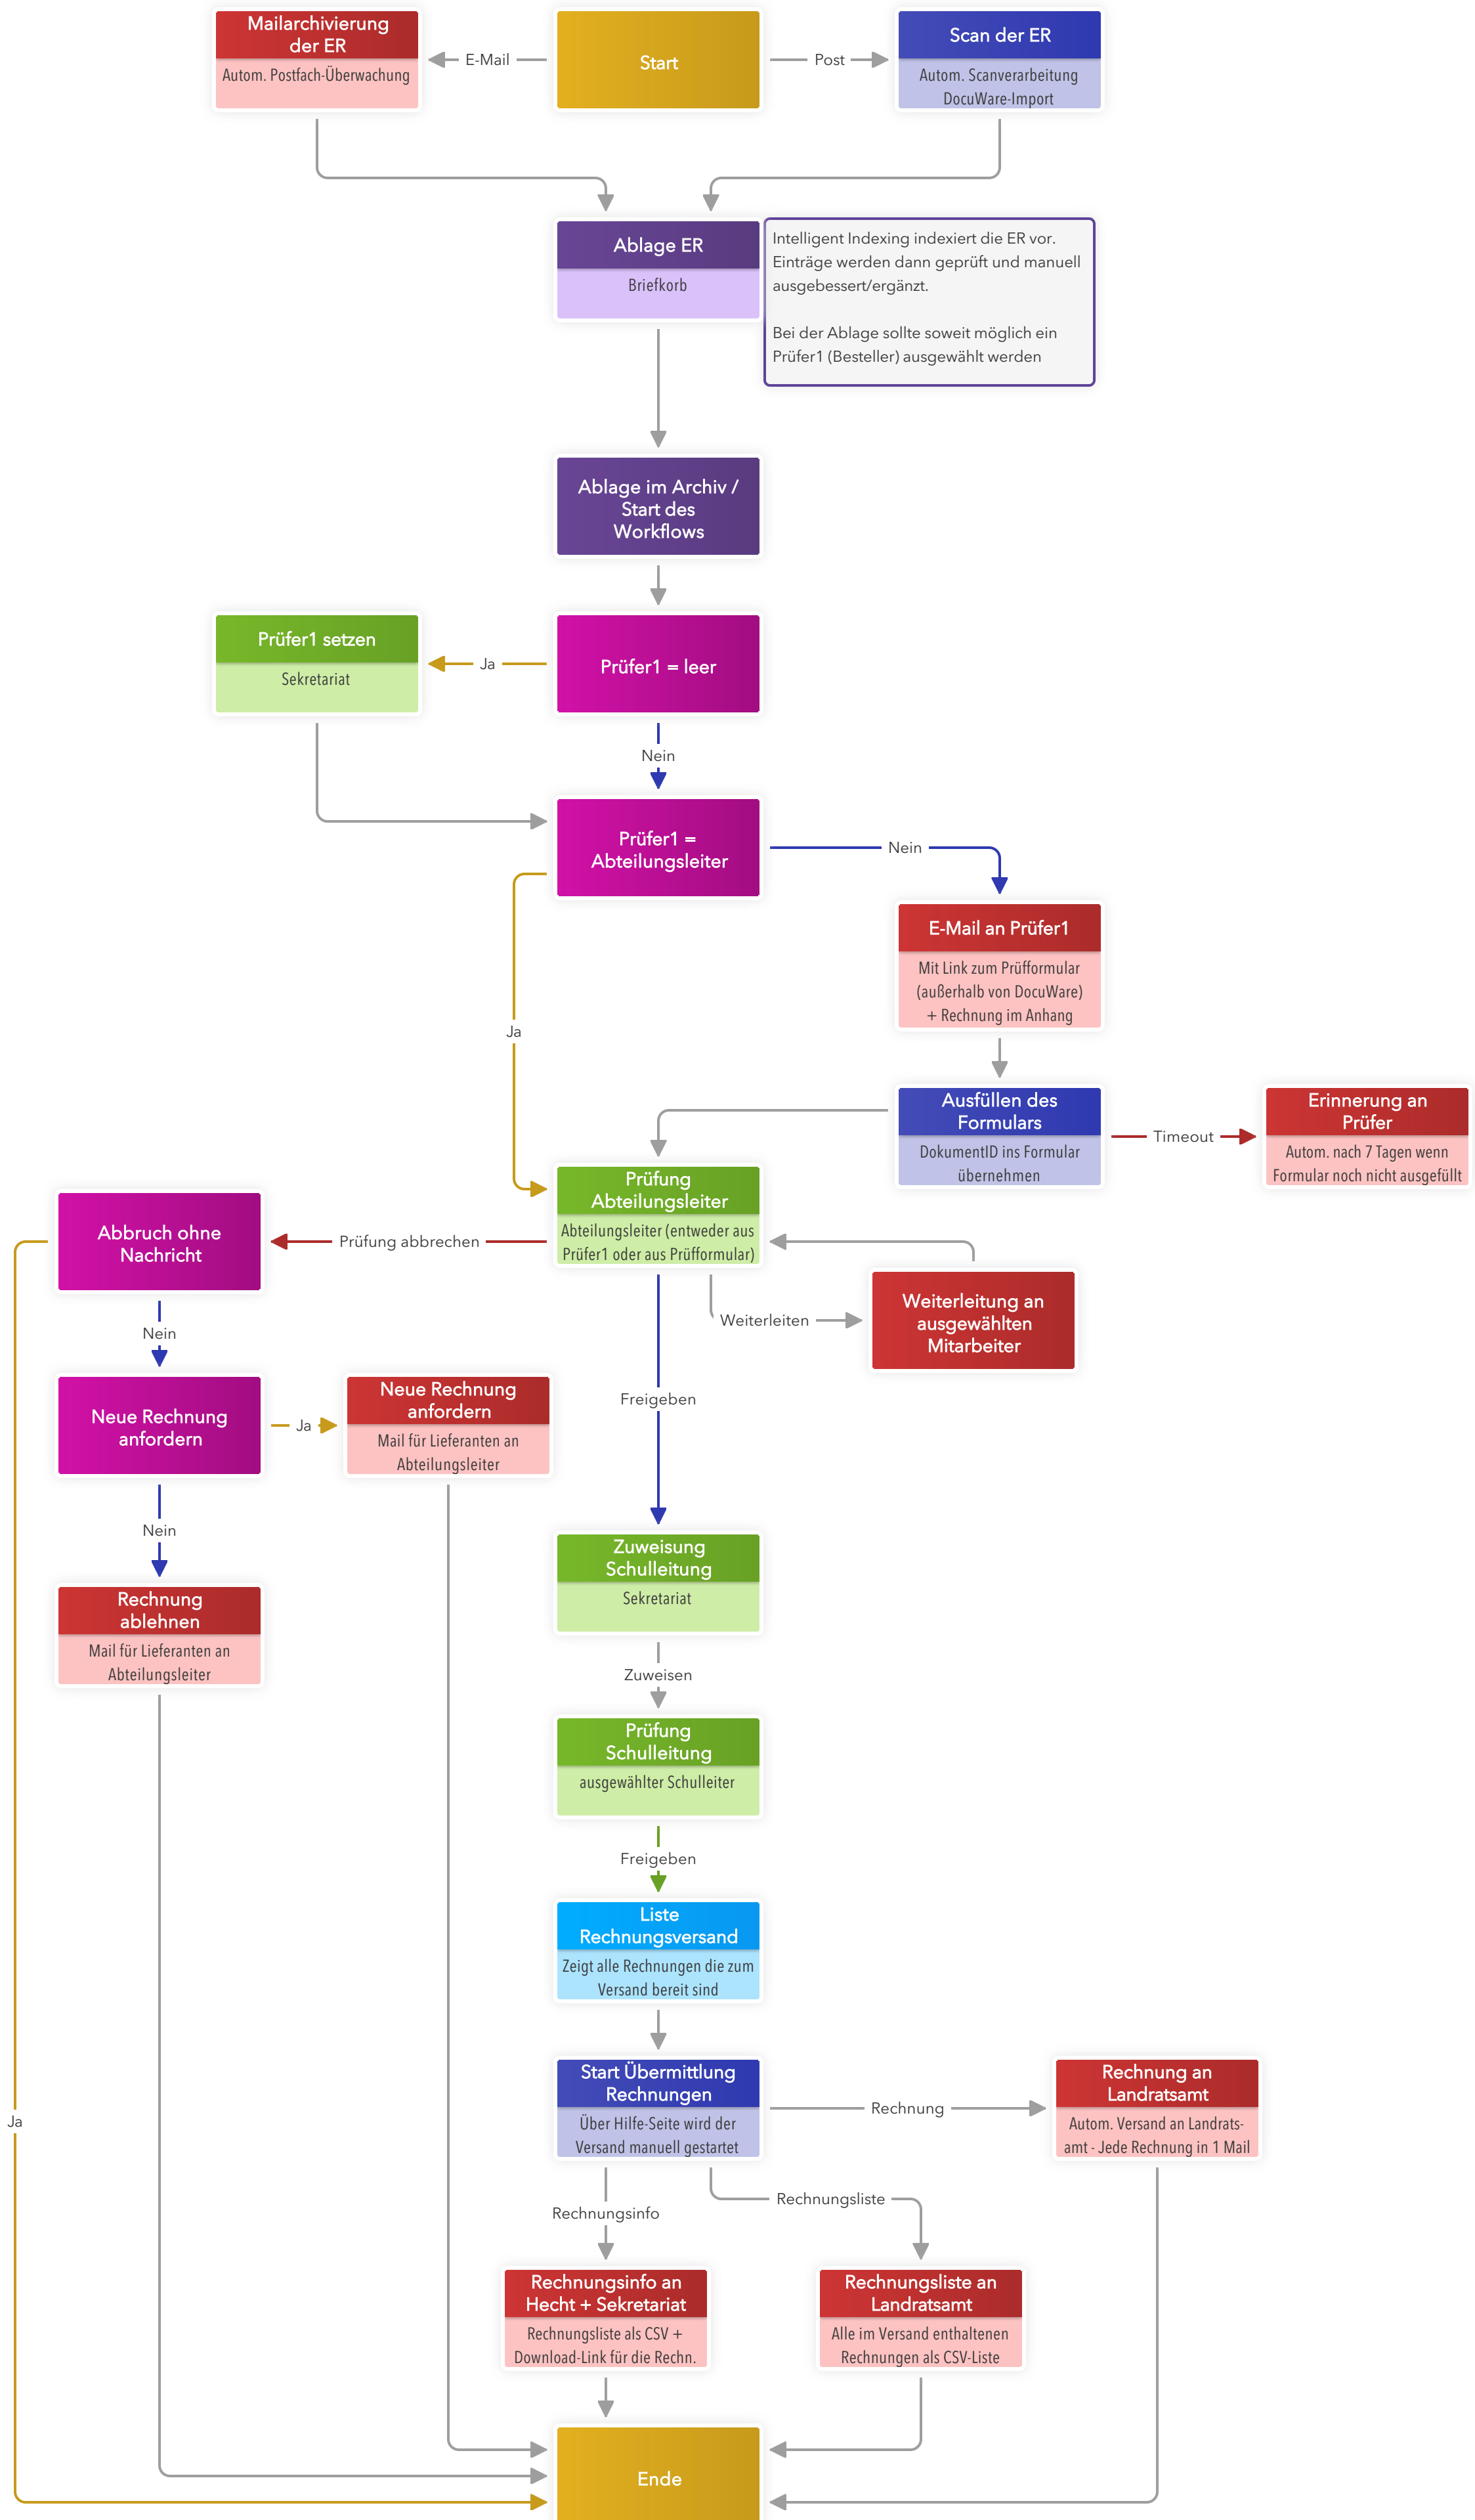 Mailarchivierung
der ER
Autom. Postfach-Überwachung
E-Mail
Start
Post
Scan der ER
Autom. Scanverarbeitung
DocuWare-Import
Ablage ER
Briefkorb
Intelligent Indexing indexiert die ER vor.
Einträge werden dann geprüft und manuell
ausgebessert/ergänzt.
Bei der Ablage sollte soweit möglich ein
Prüfer1 (Besteller) ausgewählt werden
Ablage im Archiv /
Start des
Workflows
Prüfer1 setzen
Sekretariat
Ja
Prüfer1 = leer
Nein
Prüfer1 =
Abteilungsleiter
Nein
E-Mail an Prüfer1
Mit Link zum Prüfformular
(außerhalb von DocuWare)
+ Rechnung im Anhang
Ja
Ausfüllen des
Formulars
DokumentID ins Formular
übernehmen
Timeout
Erinnerung an
Prüfer
Autom. nach 7 Tagen wenn
Formular noch nicht ausgefüllt
Prüfung
Abteilungsleiter
Abteilungsleiter (entweder aus
Prüfer1 oder aus Prüfformular)
Prüfung abbrechen
Abbruch ohne
Nachricht
Weiterleiten
Weiterleitung an
ausgewählten
Mitarbeiter
Nein
Neue Rechnung
anfordern
Ja
Neue Rechnung
anfordern
Mail für Lieferanten an
Abteilungsleiter
Freigeben
Nein
Rechnung
ablehnen
Mail für Lieferanten an
Abteilungsleiter
Zuweisung
Schulleitung
Sekretariat
Zuweisen
Prüfung
Schulleitung
ausgewählter Schulleiter
Freigeben
Liste
Rechnungsversand
Zeigt alle Rechnungen die zum
Versand bereit sind
Start Übermittlung
Rechnungen
Über Hilfe-Seite wird der
Versand manuell gestartet
Rechnung
Rechnung an
Landratsamt
Autom. Versand an Landrats-
amt - Jede Rechnung in 1 Mail
Ja
Rechnungsinfo
Rechnungsliste
Rechnungsinfo an
Hecht + Sekretariat
Rechnungsliste als CSV +
Download-Link für die Rechn.
Rechnungsliste an
Landratsamt
Alle im Versand enthaltenen
Rechnungen als CSV-Liste
Ende